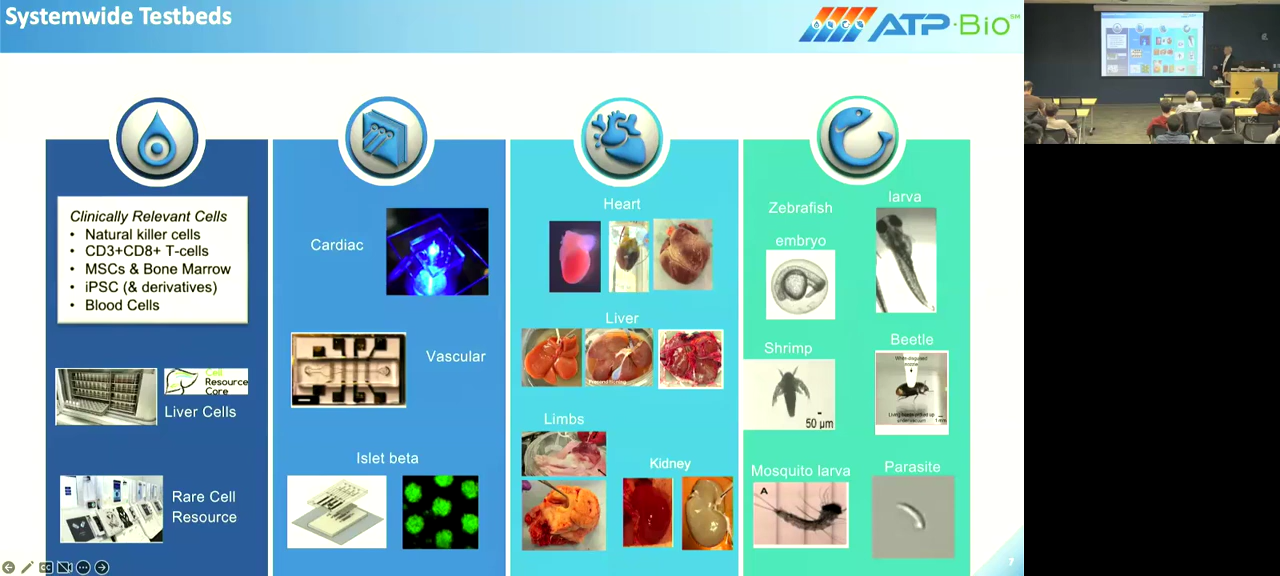 Systemwide Testbeds
ATP·Bio℠
Clinically Relevant Cells
• Natural killer cells
• CD3+CD8+ T-cells
• MSCs & Bone Marrow
• iPSC (& derivatives)
• Blood Cells
Cell
Resource
Core
Liver Cells
Rare Cell
Resource
Cardiac
Vascular
Islet beta
Heart
Liver
Limbs
Kidney
Zebrafish
embryo
larva
Shrimp
50 µm
Beetle
Mosquito larva
A
Parasite
7